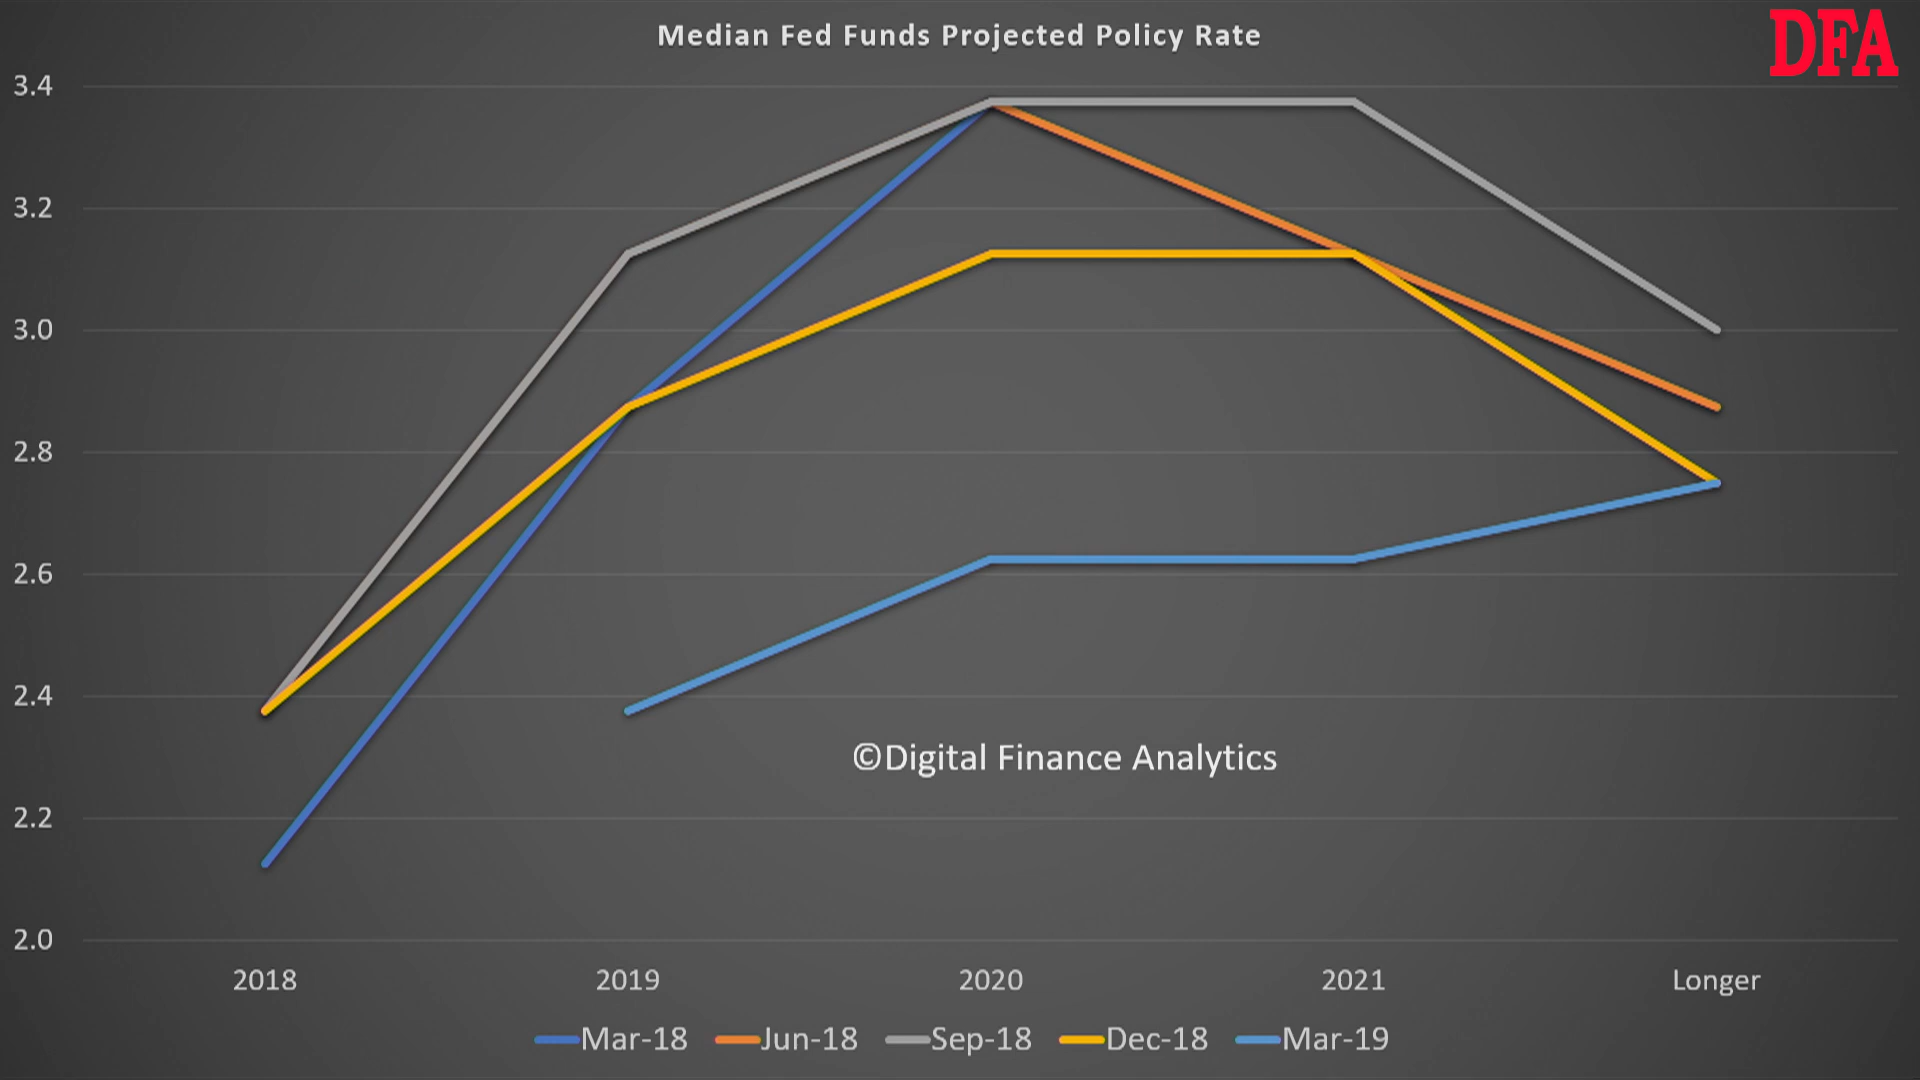 Median Fed Funds Projected Policy Rate
DFA
3.4
3.2
3.0
2.8
2.6
2.4
2.2
2.0
©Digital Finance Analytics
2018 2019 2020 2021 Longer
Mar-18 Jun-18 Sep-18 Dec-18 Mar-19